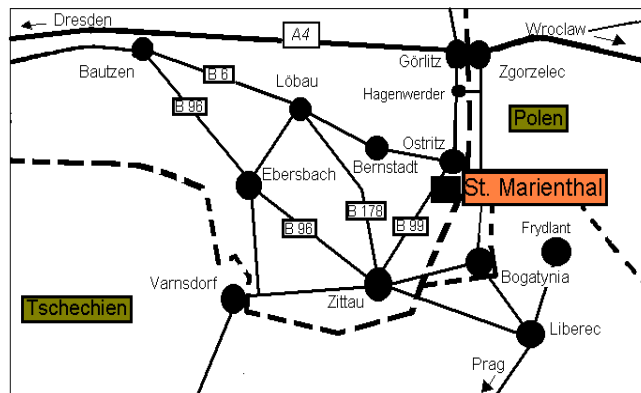 Dresden
A4
Wroclaw
Bautzen
B 6
Görlitz
Zgorzelec
Löbau
Hagenwerder
B 96
Polen
Ostritz
Bernstadt
Ebersbach
St. Marienthal
B 178
B 96
B 99
Frydlant
Varnsdorf
Bogatynia
Zittau
Tschechien
Liberec
Prag